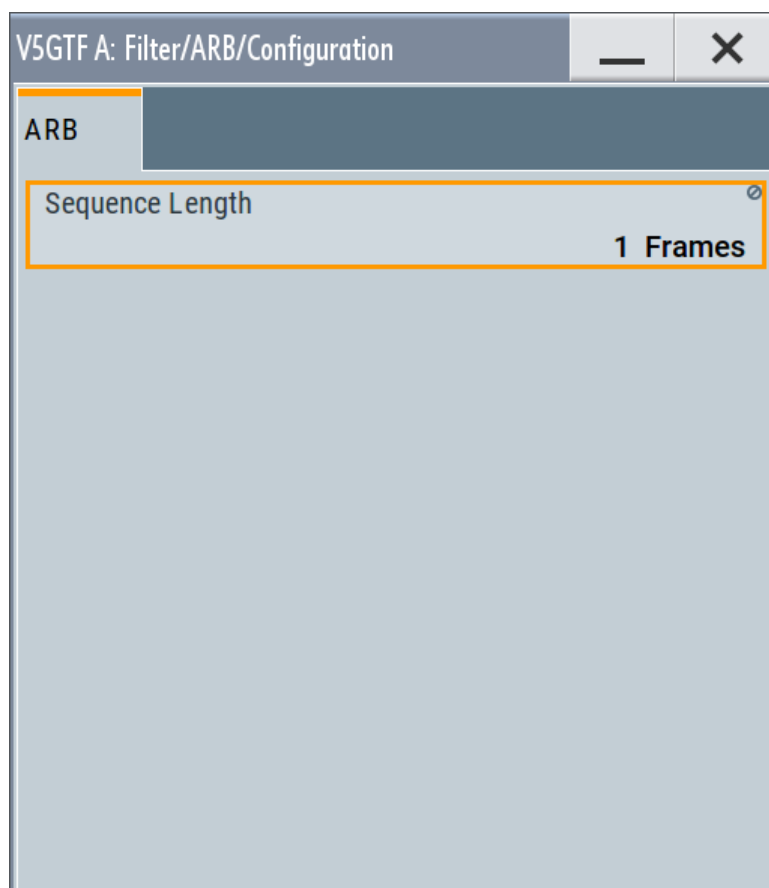 V5GTF A: Filter/ARB/Configuration
ARB
Sequence Length
1 Frames